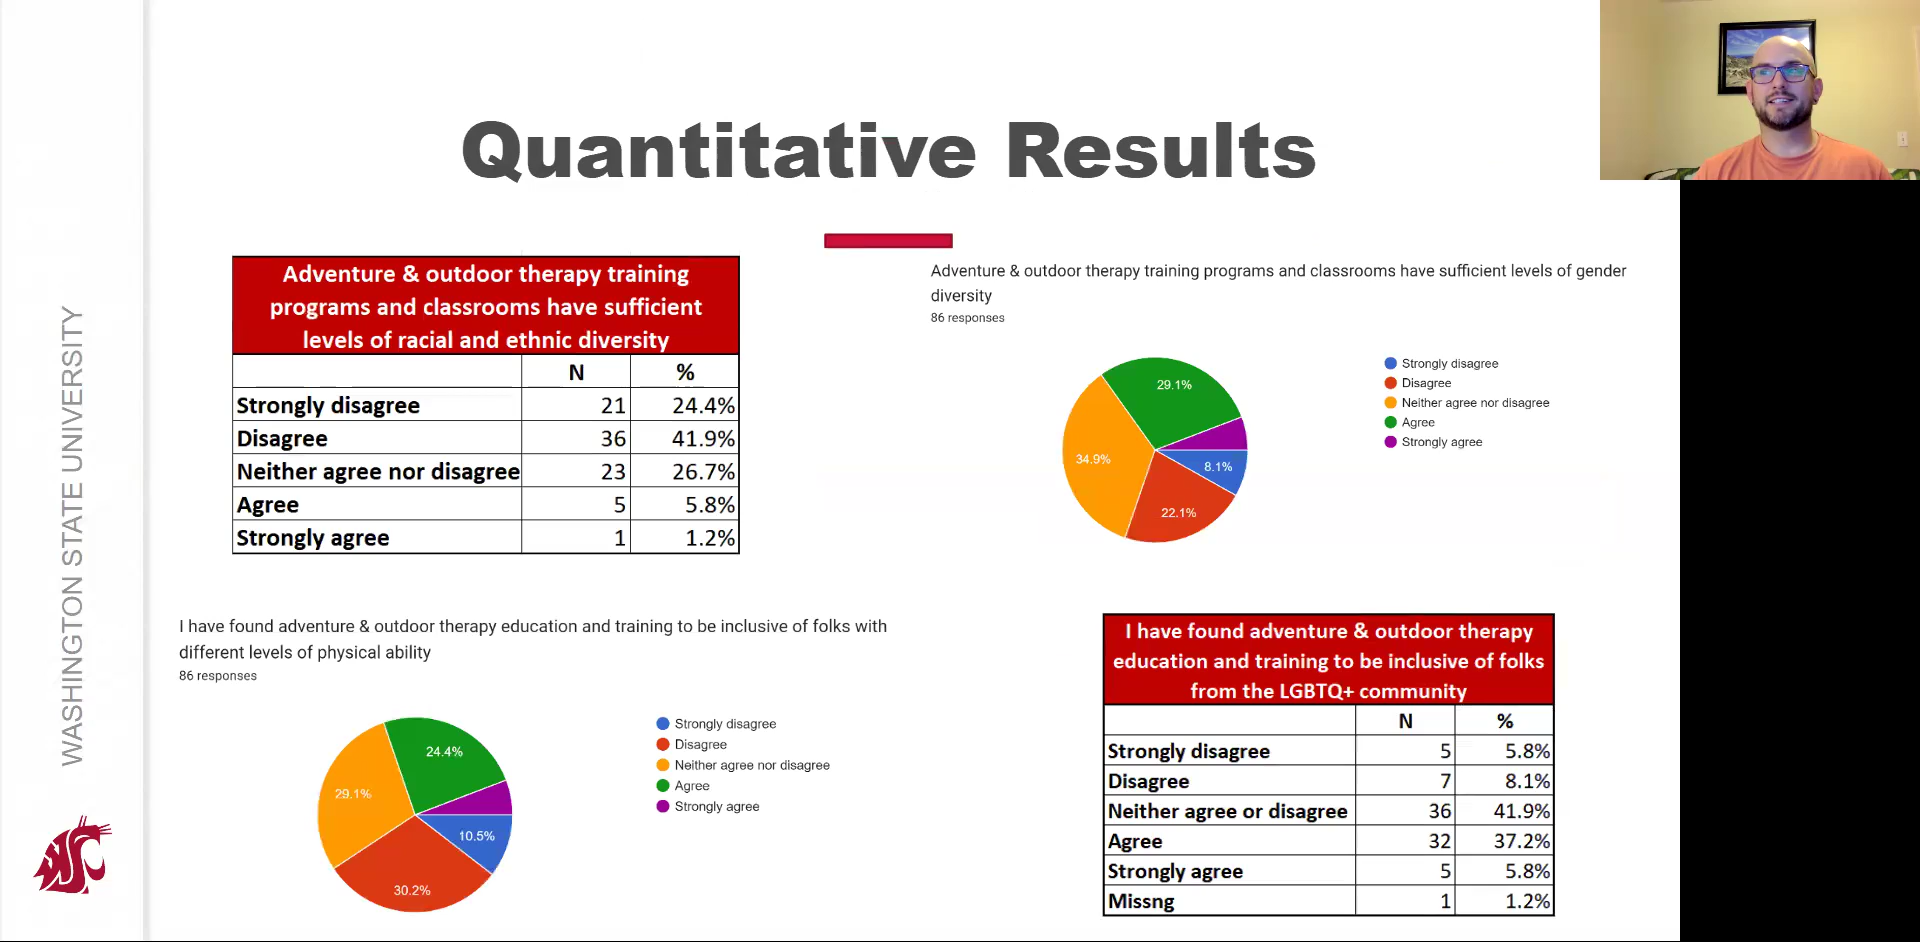 Quantitative Results
WASHINGTON STATE UNIVERSITY
Adventure & outdoor therapy training
programs and classrooms have sufficient
levels of racial and ethnic diversity
N %
Strongly disagree 21 24.4%
Disagree 36 41.9%
Neither agree nor disagree 23 26.7%
Agree 5 5.8%
Strongly agree 1 1.2%
Adventure & outdoor therapy training programs and classrooms have sufficient levels of gender
diversity
86 responses
29.1%
34.9%
8.1%
22.1%
Strongly disagree
Disagree
Neither agree nor disagree
Agree
Strongly agree
I have found adventure & outdoor therapy education and training to be inclusive of folks with
different levels of physical ability
86 responses
24.4%
29.1%
10.5%
30.2%
Strongly disagree
Disagree
Neither agree nor disagree
Agree
Strongly agree
I have found adventure & outdoor therapy
education and training to be inclusive of folks
from the LGBTQ+ community
N %
Strongly disagree 5 5.8%
Disagree 7 8.1%
Neither agree or disagree 36 41.9%
Agree 32 37.2%
Strongly agree 5 5.8%
Missng 1 1.2%
WSC